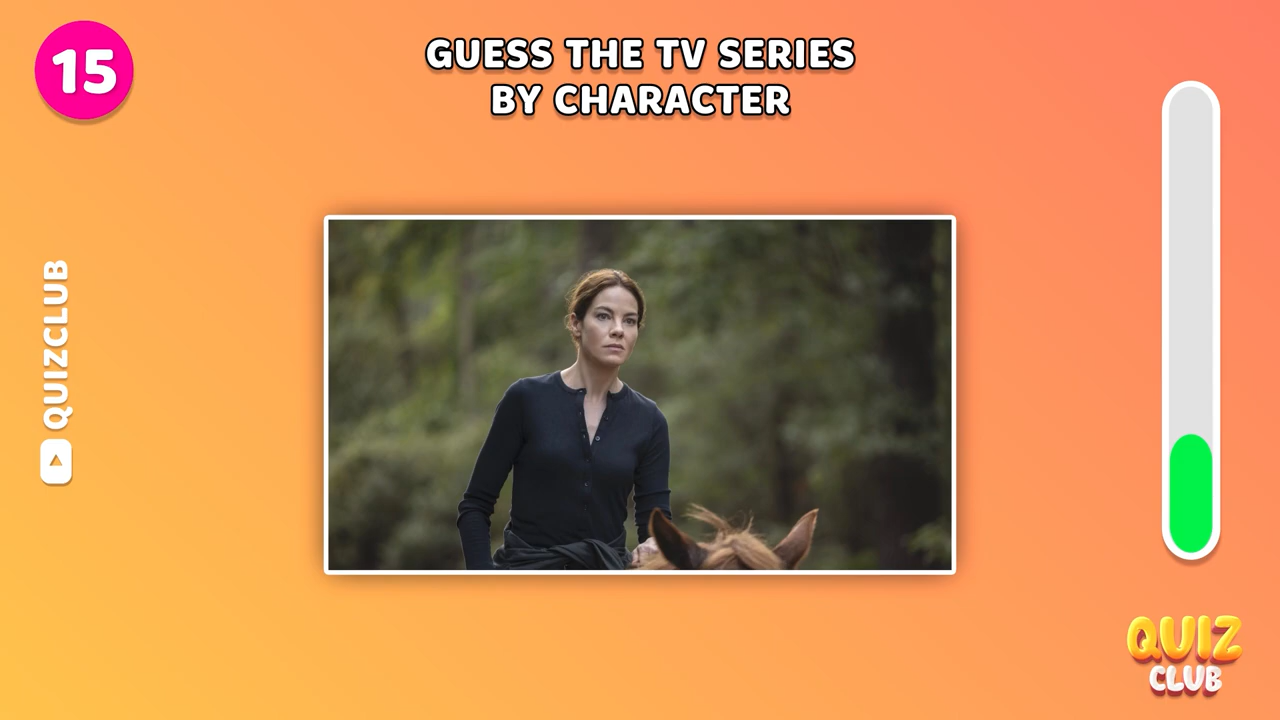 15
GUESS THE TV SERIES
BY CHARACTER
QUIZCLUB
QUIZ
CLUB